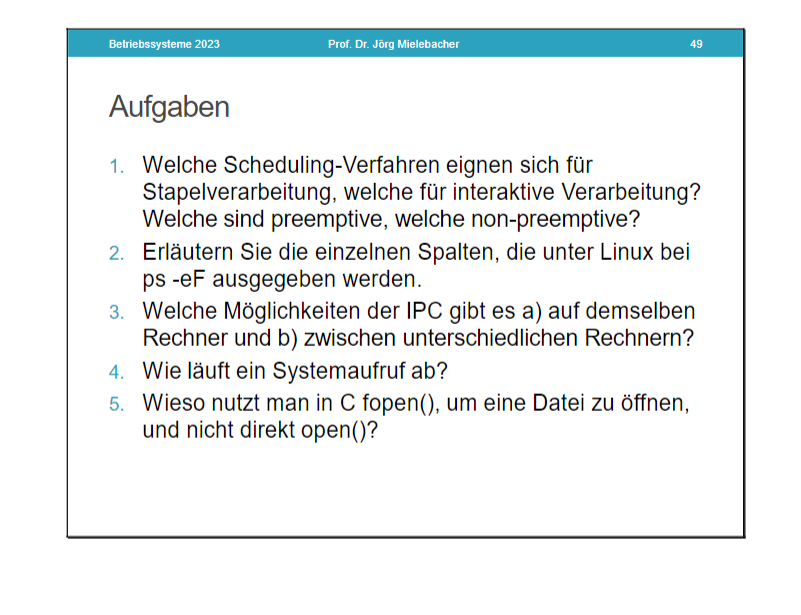 Betriebssysteme 2023 Prof. Dr. Jörg Mielebacher 49
Aufgaben
1. Welche Scheduling-Verfahren eignen sich für
Stapelverarbeitung, welche für interaktive Verarbeitung?
Welche sind preemptive, welche non-preemptive?
2. Erläutern Sie die einzelnen Spalten, die unter Linux bei
ps -eF ausgegeben werden.
3. Welche Möglichkeiten der IPC gibt es a) auf demselben
Rechner und b) zwischen unterschiedlichen Rechnern?
4. Wie läuft ein Systemaufruf ab?
5. Wieso nutzt man in C fopen(), um eine Datei zu öffnen,
und nicht direkt open()?